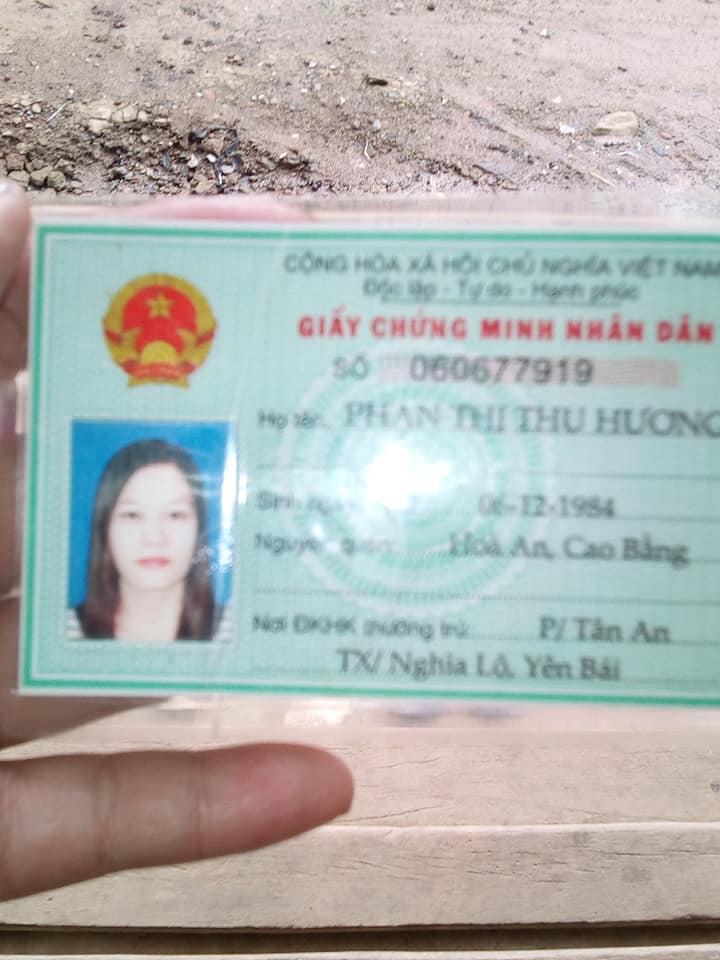 CỘNG HÒA XÃ HỘI CHỦ NGHĨA VIỆT NAM
Độc lập - Tự do - Hạnh phúc
GIẤY CHỨNG MINH NHÂN DÂN
SỐ 060677919
Họ tên PHAN THỊ THU HƯƠNG
Sinh ngày 06-12-1984
Nguyên quán Hoà An, Cao Bằng
Nơi ĐKHK thường trú P/ Tân An
TX/ Nghĩa Lộ, Yên Bái